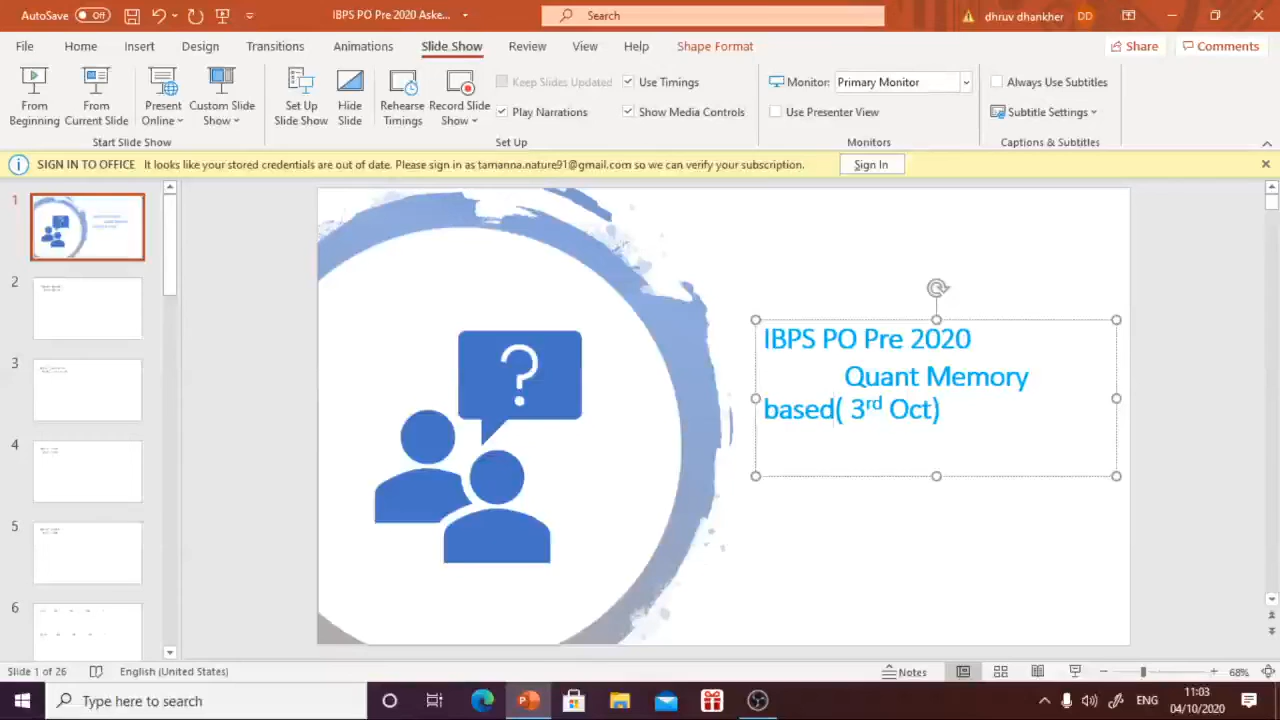 AutoSave Off IBPS PO Pre 2020 Aske... Search dhruv dhankher DD
File Home Insert Design Transitions Animations Slide Show Review View Help Shape Format Share Comments
From Beginning
From Current Slide
Present Online
Custom Slide Show
Set Up Slide Show
Hide Slide
Rehearse Timings
Record Slide Show
Keep Slides Updated
Use Timings
Play Narrations
Show Media Controls
Monitor: Primary Monitor
Use Presenter View
Always Use Subtitles
Subtitle Settings
Start Slide Show Set Up Monitors Captions & Subtitles
SIGN IN TO OFFICE It looks like your stored credentials are out of date. Please sign in as tamanna.nature91@gmail.com so we can verify your subscription. Sign In
1
2
3
4
5
6
?
IBPS PO Pre 2020
Quant Memory
based( 3rd Oct)
Slide 1 of 26 English (United States) Notes 68%
Type here to search ENG 11:03
04/10/2020